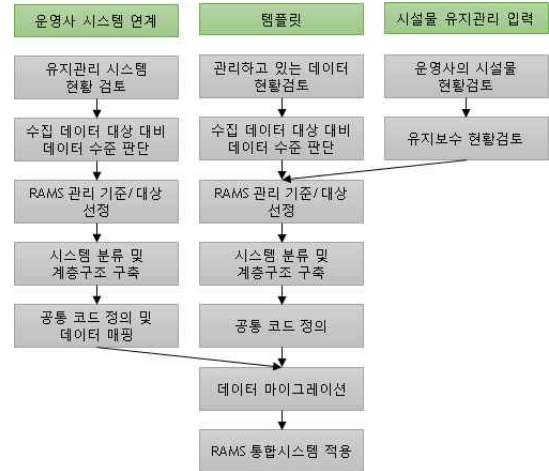 운영사 시스템 연계
유지관리 시스템
현황 검토
수집 데이터 대상 대비
데이터 수준 판단
RAMS 관리 기준/대상
선정
시스템 분류 및
계층구조 구축
공통 코드 정의 및
데이터 매핑
템플릿
관리하고 있는 데이터
현황검토
수집 데이터 대상 대비
데이터 수준 판단
RAMS 관리 기준/대상
선정
시스템 분류 및
계층구조 구축
공통 코드 정의
데이터 마이그레이션
RAMS 통합시스템 적용
시설물 유지관리 입력
운영사의 시설물
현황검토
유지보수 현황검토